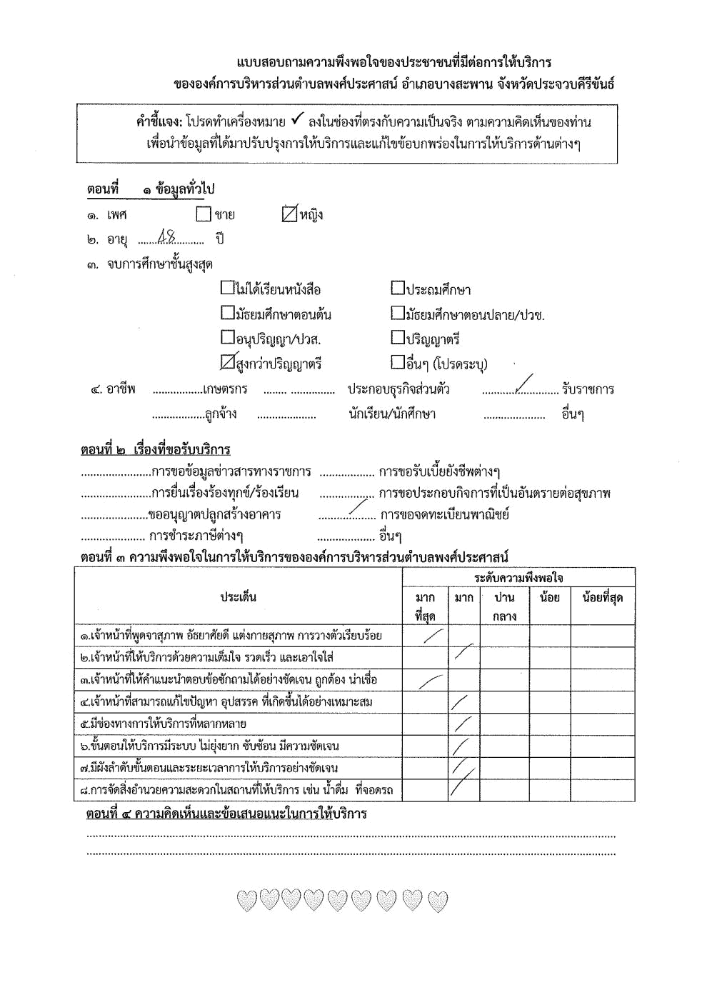 แบบสอบถามความพึงพอใจของประชาชนที่มีต่อการให้บริการ
ขององค์การบริหารส่วนตำบลพงศ์ประศาสน์ อำเภอบางสะพาน จังหวัดประจวบคีรีขันธ์
คำชี้แจง: โปรดทำเครื่องหมาย ✓ ลงในช่องที่ตรงกับความเป็นจริง ตามความคิดเห็นของท่าน
เพื่อนำข้อมูลที่ได้มาปรับปรุงการให้บริการและแก้ไขข้อบกพร่องในการให้บริการด้านต่างๆ
ตอนที่ ๑ ข้อมูลทั่วไป
๑. เพศ ☐ ชาย ☑ หญิง
๒. อายุ ......48...... ปี
๓. จบการศึกษาชั้นสูงสุด
☐ ไม่ได้เรียนหนังสือ ☐ ประถมศึกษา
☐ มัธยมศึกษาตอนต้น ☐ มัธยมศึกษาตอนปลาย/ปวช.
☐ อนุปริญญา/ปวส. ☐ ปริญญาตรี
☑ สูงกว่าปริญญาตรี ☐ อื่นๆ (โปรดระบุ)
๔. อาชีพ .................เกษตรกร ........ ............... ประกอบธุรกิจส่วนตัว ............/............ รับราชการ
..................ลูกจ้าง .................... นักเรียน/นักศึกษา ..................... อื่นๆ
ตอนที่ ๒ เรื่องที่ขอรับบริการ
........................การขอข้อมูลข่าวสารทางราชการ ................... การขอรับเบี้ยยังชีพต่างๆ
........................การยื่นเรื่องร้องทุกข์/ร้องเรียน ................... การขอประกอบกิจการที่เป็นอันตรายต่อสุขภาพ
.......................ขออนุญาตปลูกสร้างอาคาร ........../......... การขอจดทะเบียนพาณิชย์
...................... การชำระภาษีต่างๆ .................... อื่นๆ
ตอนที่ ๓ ความพึงพอใจในการให้บริการขององค์การบริหารส่วนตำบลพงศ์ประศาสน์
ประเด็น ระดับความพึงพอใจ
มากที่สุด มาก ปานกลาง น้อย น้อยที่สุด
๑.เจ้าหน้าที่พูดจาสุภาพ อัธยาศัยดี แต่งกายสุภาพ การวางตัวเรียบร้อย /
๒.เจ้าหน้าที่ให้บริการด้วยความเต็มใจ รวดเร็ว และเอาใจใส่ /
๓.เจ้าหน้าที่ให้คำแนะนำตอบข้อซักถามได้อย่างชัดเจน ถูกต้อง น่าเชื่อ /
๔.เจ้าหน้าที่สามารถแก้ไขปัญหา อุปสรรค ที่เกิดขึ้นได้อย่างเหมาะสม /
๕.มีช่องทางการให้บริการที่หลากหลาย /
๖.ขั้นตอนให้บริการมีระบบ ไม่ยุ่งยาก ซับซ้อน มีความชัดเจน /
๗.มีผังลำดับขั้นตอนและระยะเวลาการให้บริการอย่างชัดเจน /
๘.การจัดสิ่งอำนวยความสะดวกในสถานที่ให้บริการ เช่น น้ำดื่ม ที่จอดรถ /
ตอนที่ ๔ ความคิดเห็นและข้อเสนอแนะในการให้บริการ